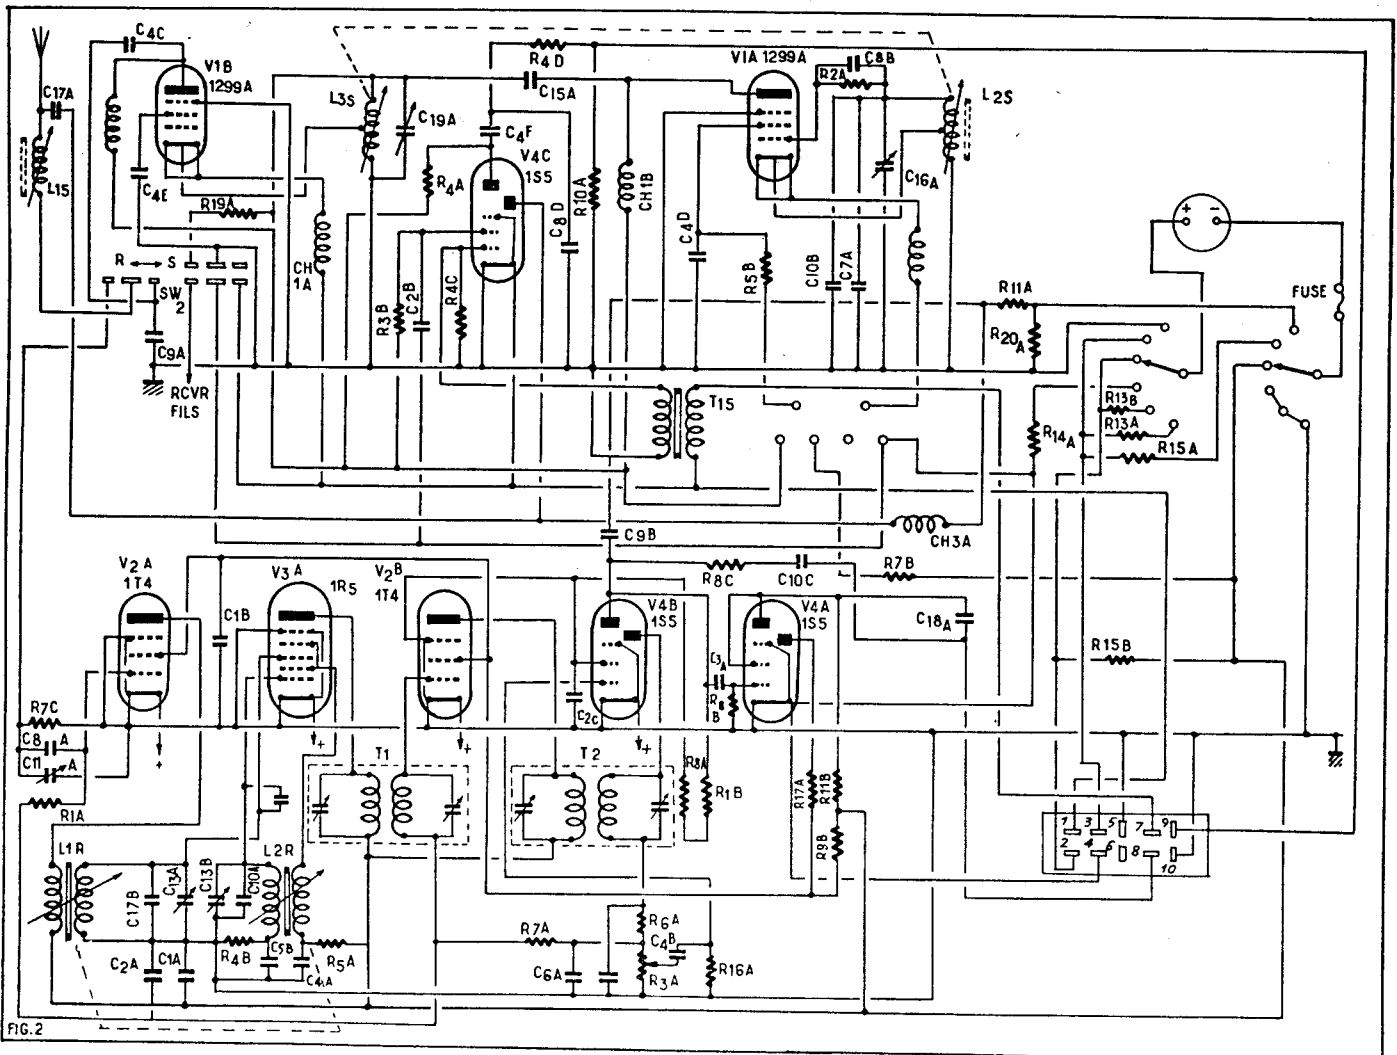 C4C
V1B
1299A
C17A
L15
C4E
R19A
R S
SW
2
C9A
RCVR
FILS
CH
1A
L3S
C19A
R4D
C15A
C4F
V4C
1S5
R4A
R3B
C2B
R4C
C8D
R10A
CH1B
V1A 1299A
C8B
R2A
L2S
C16A
C4D
R5B
C10B
C7A
+ -
FUSE
R11A
R20A
T15
R13B
R13A
R14A
R15A
C9B
CH3A
R8C
C10C
R7B
C18A
R15B
V2A
1T4
C1B
V3A
1R5
V2B
1T4
V4B
1S5
V4A
1S5
C3A
C2C
R7C
C8A
C11A
R1A
+
+
+
+
T1
T2
R8A
R1B
R17A
R11B
R9B
1 3 5 7 9
2 4 6 8 10
L1R
L2R
C17B
C13A
C13B
C10A
C2A
C1A
R4B
C5B
C4A
R5A
R7A
C6A
R6A
C4B
R3A
R16A
FIG.2